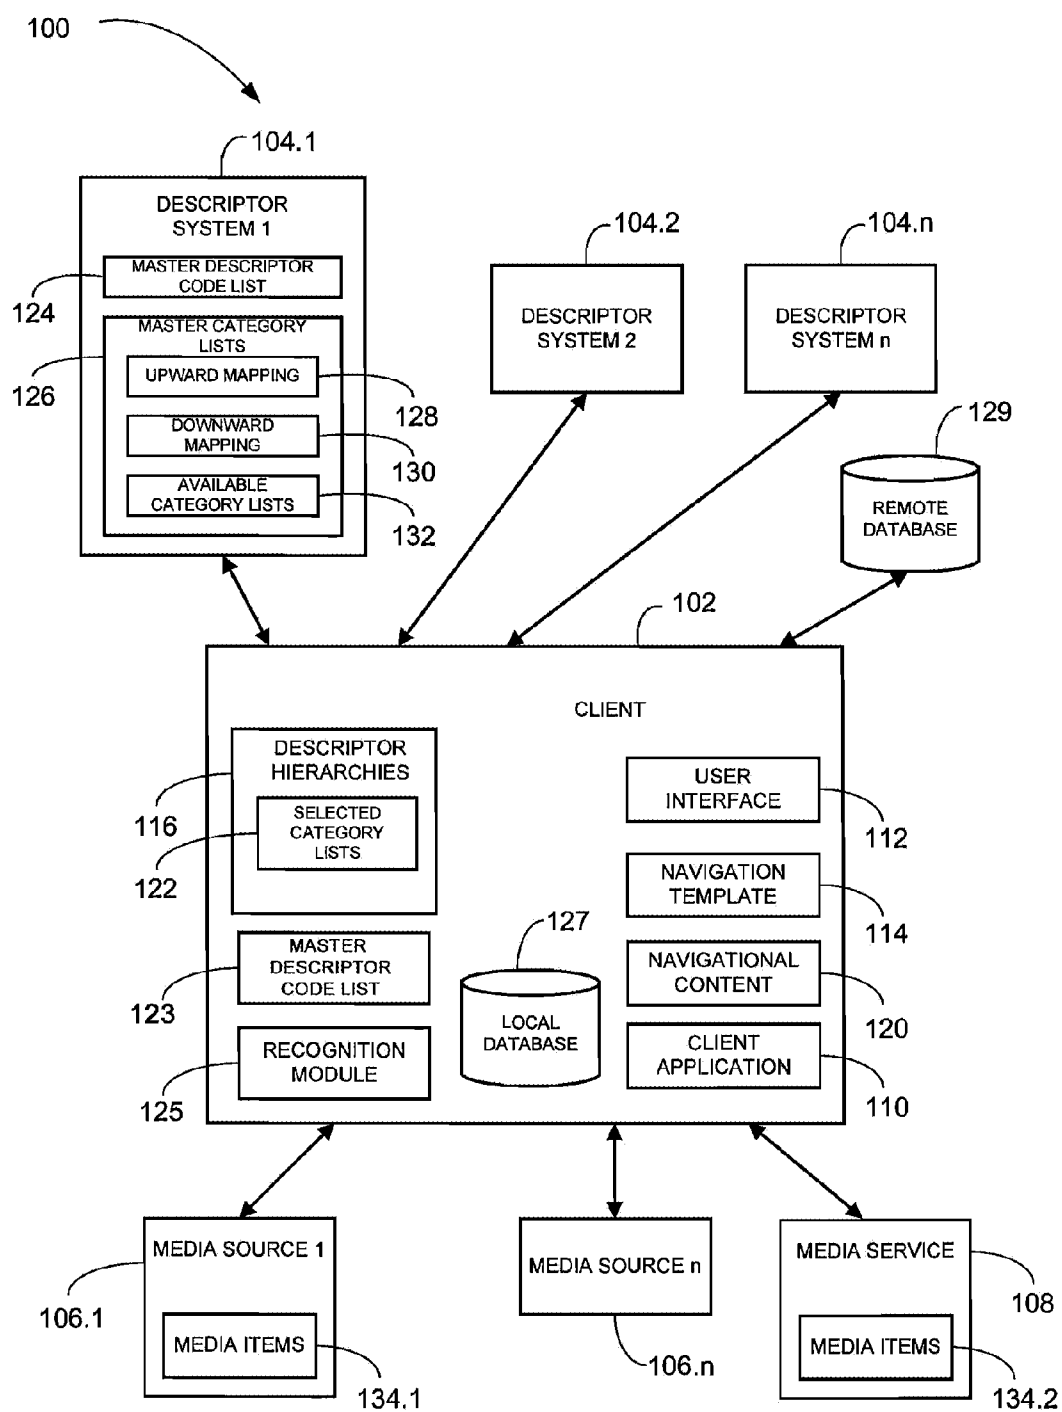 100
104.1
DESCRIPTOR
SYSTEM 1
MASTER DESCRIPTOR
CODE LIST
124
MASTER CATEGORY
LISTS
126
UPWARD MAPPING
128
DOWNWARD
MAPPING
130
AVAILABLE
CATEGORY LISTS
132
104.2
DESCRIPTOR
SYSTEM 2
104.n
DESCRIPTOR
SYSTEM n
129
REMOTE
DATABASE
102
CLIENT
DESCRIPTOR
HIERARCHIES
116
SELECTED
CATEGORY
LISTS
122
MASTER
DESCRIPTOR
CODE LIST
123
RECOGNITION
MODULE
125
127
LOCAL
DATABASE
USER
INTERFACE
112
NAVIGATION
TEMPLATE
114
NAVIGATIONAL
CONTENT
120
CLIENT
APPLICATION
110
MEDIA SOURCE 1
106.1
MEDIA ITEMS
134.1
MEDIA SOURCE n
106.n
MEDIA SERVICE
108
MEDIA ITEMS
134.2